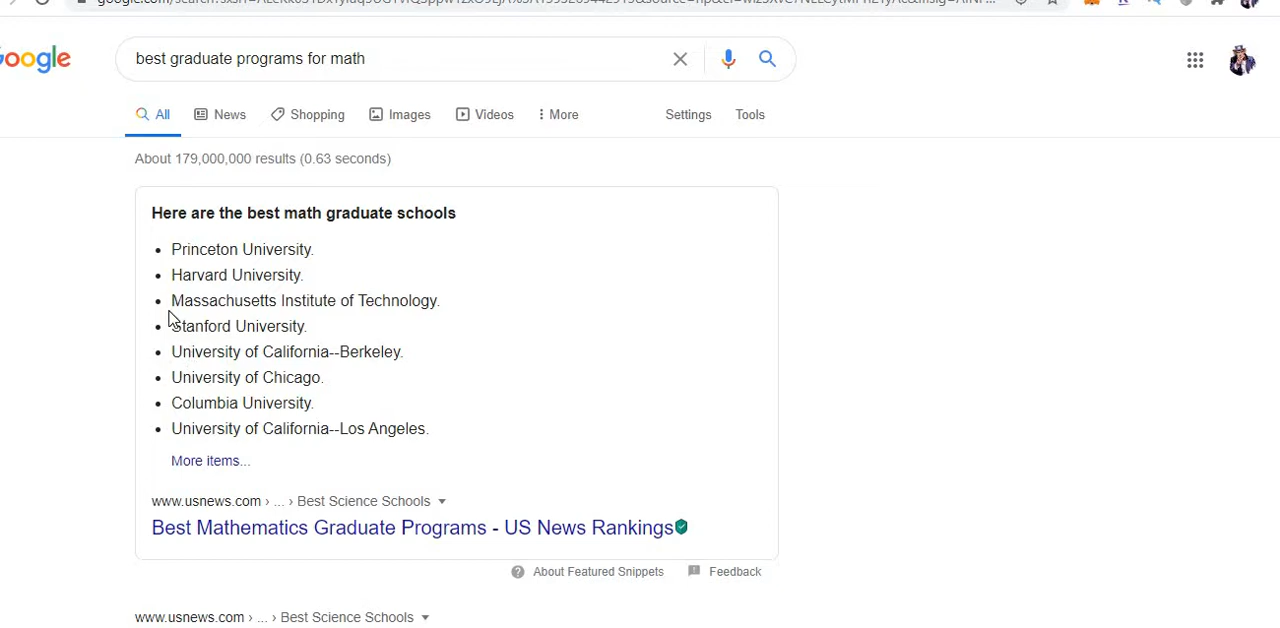 oogle
best graduate programs for math
All News Shopping Images Videos More Settings Tools
About 179,000,000 results (0.63 seconds)
Here are the best math graduate schools
• Princeton University.
• Harvard University.
• Massachusetts Institute of Technology.
• Stanford University.
• University of California--Berkeley.
• University of Chicago.
• Columbia University.
• University of California--Los Angeles.
More items...
www.usnews.com › ... › Best Science Schools
Best Mathematics Graduate Programs - US News Rankings
About Featured Snippets Feedback
www.usnews.com › ... › Best Science Schools